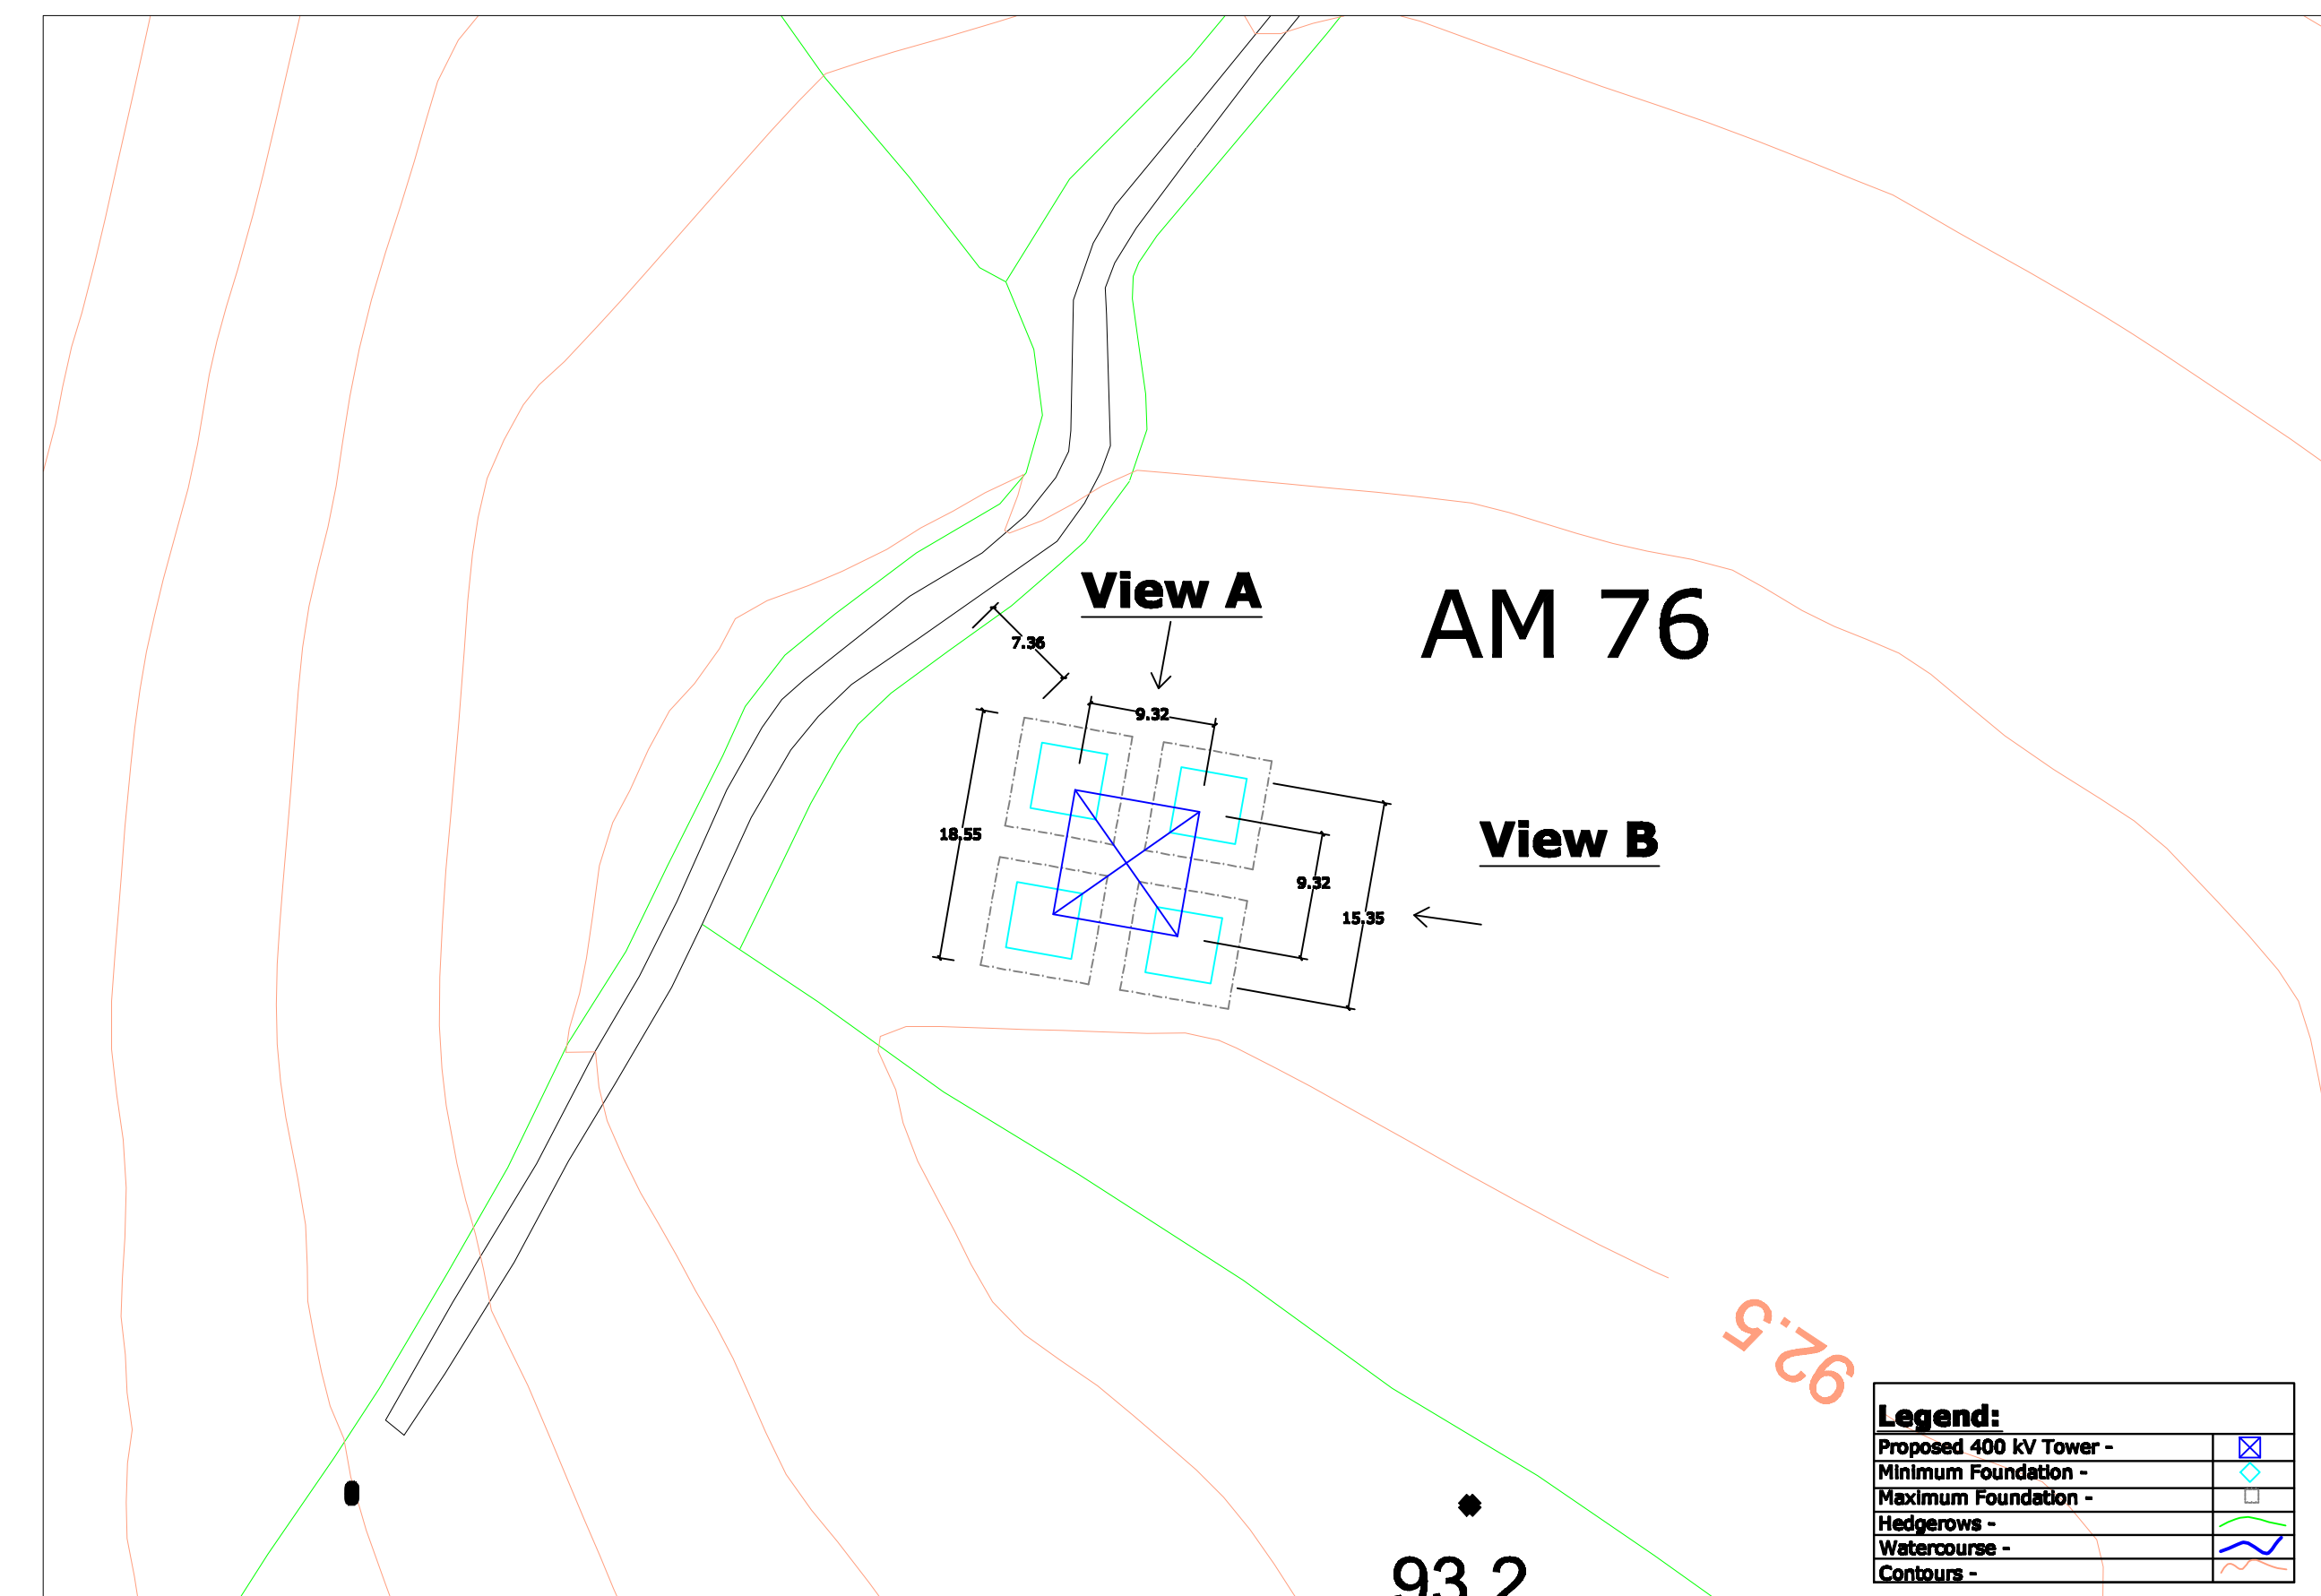 View A
AM 76
7.36
9.32
18.55
View B
9.32
15.35
92.5
93.2
Legend:
Proposed 400 kV Tower -
Minimum Foundation -
Maximum Foundation -
Hedgerows -
Watercourse -
Contours -